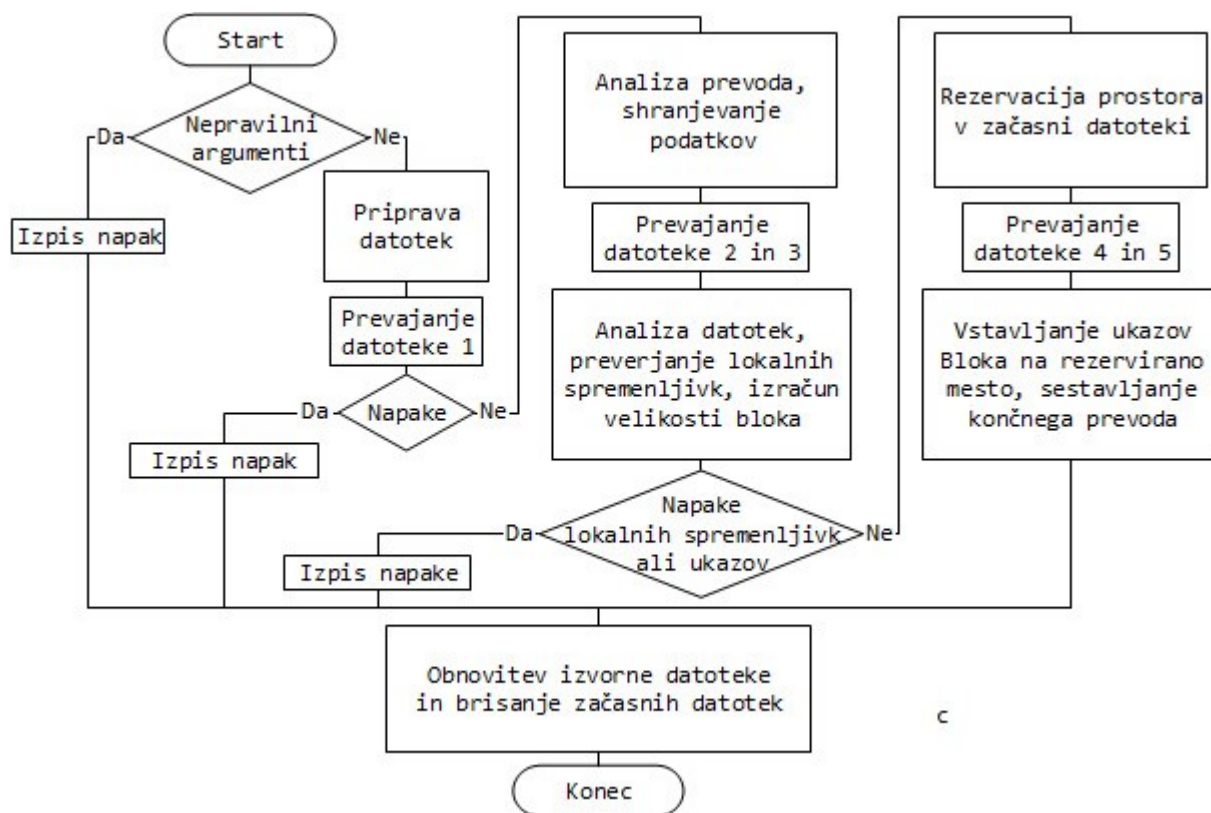 Start
Nepravilni
argumenti
Da
Ne
Izpis napak
Priprava
datotek
Prevajanje
datoteke 1
Napake
Da
Ne
Izpis napak
Analiza prevoda,
shranjevanje
podatkov
Prevajanje
datoteke 2 in 3
Analiza datotek,
preverjanje lokalnih
spremenljivk, izračun
velikosti bloka
Napake
lokalnih spremenljivk
ali ukazov
Da
Ne
Izpis napake
Rezervacija prostora
v začasni datoteki
Prevajanje
datoteke 4 in 5
Vstavljanje ukazov
Bloka na rezervirano
mesto, sestavljanje
končnega prevoda
Obnovitev izvorne datoteke
in brisanje začasnih datotek
c
Konec